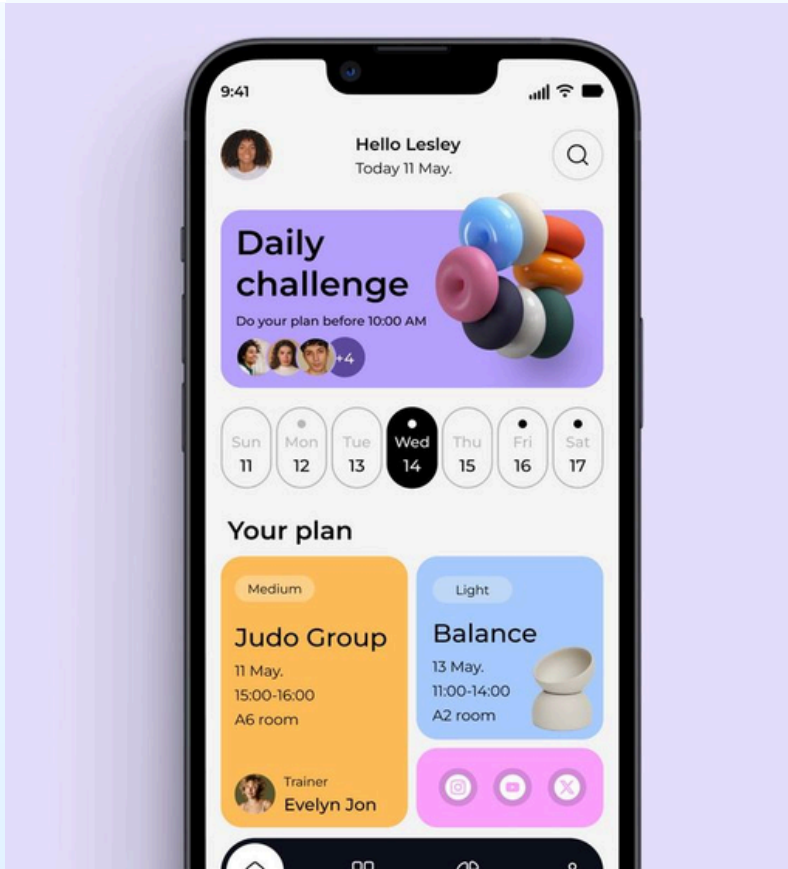 9:41
Hello Lesley
Today 11 May.
Daily
challenge
Do your plan before 10:00 AM
+4
Sun Mon Tue Wed Thu Fri Sat
11 12 13 14 15 16 17
Your plan
Medium
Judo Group
11 May.
15:00-16:00
A6 room
Trainer
Evelyn Jon
Light
Balance
13 May.
11:00-14:00
A2 room